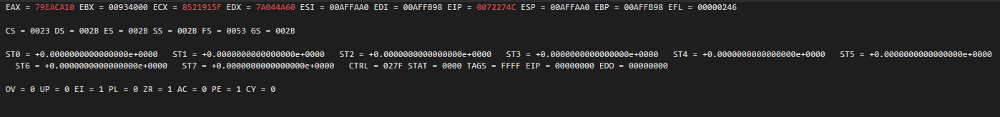 EAX = 79EACA10 EBX = 00934000 ECX = 8521915F EDX = 7A044A60 ESI = 00AFFAA0 EDI = 00AFFB98 EIP = 0072274C ESP = 00AFFAA0 EBP = 00AFFB98 EFL = 00000246
CS = 0023 DS = 002B ES = 002B SS = 002B FS = 0053 GS = 002B
ST0 = +0.0000000000000000e+0000 ST1 = +0.0000000000000000e+0000 ST2 = +0.0000000000000000e+0000 ST3 = +0.0000000000000000e+0000 ST4 = +0.0000000000000000e+0000 ST5 = +0.0000000000000000e+0000
ST6 = +0.0000000000000000e+0000 ST7 = +0.0000000000000000e+0000 CTRL = 027F STAT = 0000 TAGS = FFFF EIP = 00000000 EDO = 00000000
OV = 0 UP = 0 EI = 1 PL = 0 ZR = 1 AC = 0 PE = 1 CY = 0